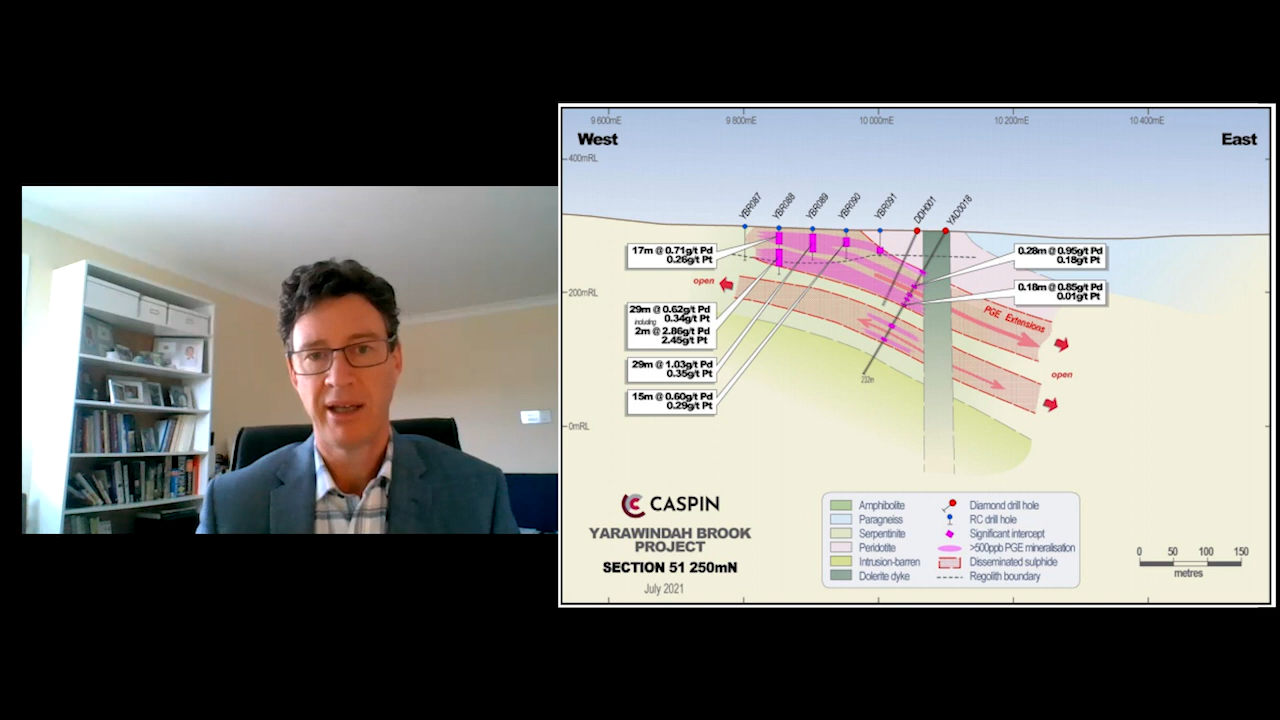 9 600mE
9 800mE
10 000mE
10 200mE
10 400mE
West
East
400mRL
YBR087
YBR088
YBR089
YBR090
YBR091
DDH001
YAD0018
17m @ 0.71g/t Pd
0.26g/t Pt
0.28m @ 0.95g/t Pd
0.18g/t Pt
open
200mRL
0.18m @ 0.85g/t Pd
0.01g/t Pt
29m @ 0.62g/t Pd
including 0.34g/t Pt
2m @ 2.86g/t Pd
2.45g/t Pt
PGE Extensions
29m @ 1.03g/t Pd
0.35g/t Pt
open
232m
15m @ 0.60g/t Pd
0.29g/t Pt
0mRL
CASPIN
YARAWINDAH BROOK
PROJECT
SECTION 51 250mN
July 2021
Amphibolite
Paragneiss
Serpentinite
Peridotite
Intrusion-barren
Dolerite dyke
Diamond drill hole
RC drill hole
Significant intercept
>500ppb PGE mineralisation
Disseminated sulphide
Regolith boundary
0 50 100 150
metres